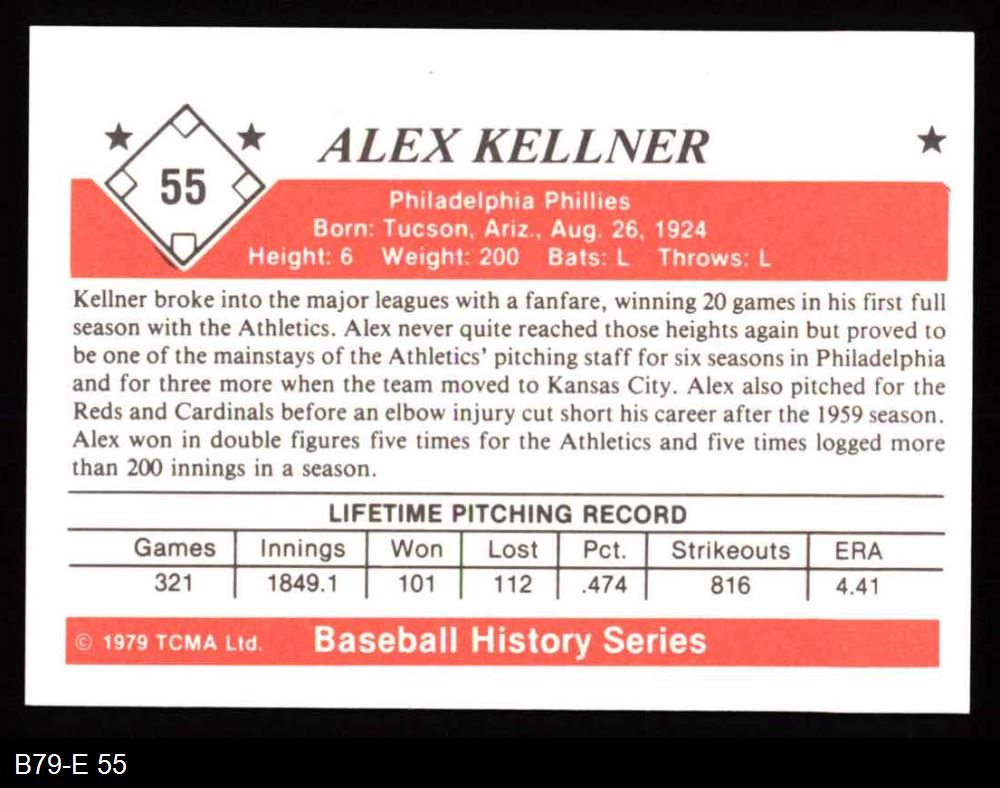 55
ALEX KELLNER
Philadelphia Phillies
Born: Tucson, Ariz., Aug. 26, 1924
Height: 6 Weight: 200 Bats: L Throws: L
Kellner broke into the major leagues with a fanfare, winning 20 games in his first full
season with the Athletics. Alex never quite reached those heights again but proved to
be one of the mainstays of the Athletics' pitching staff for six seasons in Philadelphia
and for three more when the team moved to Kansas City. Alex also pitched for the
Reds and Cardinals before an elbow injury cut short his career after the 1959 season.
Alex won in double figures five times for the Athletics and five times logged more
than 200 innings in a season.
LIFETIME PITCHING RECORD
Games Innings Won Lost Pct. Strikeouts ERA
321 1849.1 101 112 .474 816 4.41
© 1979 TCMA Ltd. Baseball History Series
B79-E 55